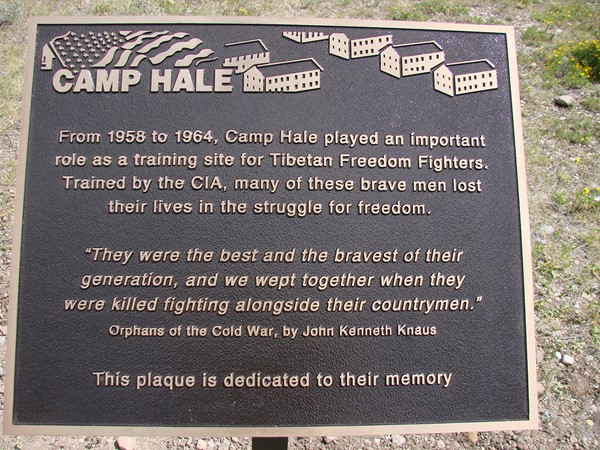 CAMP HALE
From 1958 to 1964, Camp Hale played an important
role as a training site for Tibetan Freedom Fighters.
Trained by the CIA, many of these brave men lost
their lives in the struggle for freedom.
"They were the best and the bravest of their
generation, and we wept together when they
were killed fighting alongside their countrymen."
Orphans of the Cold War, by John Kenneth Knaus
This plaque is dedicated to their memory